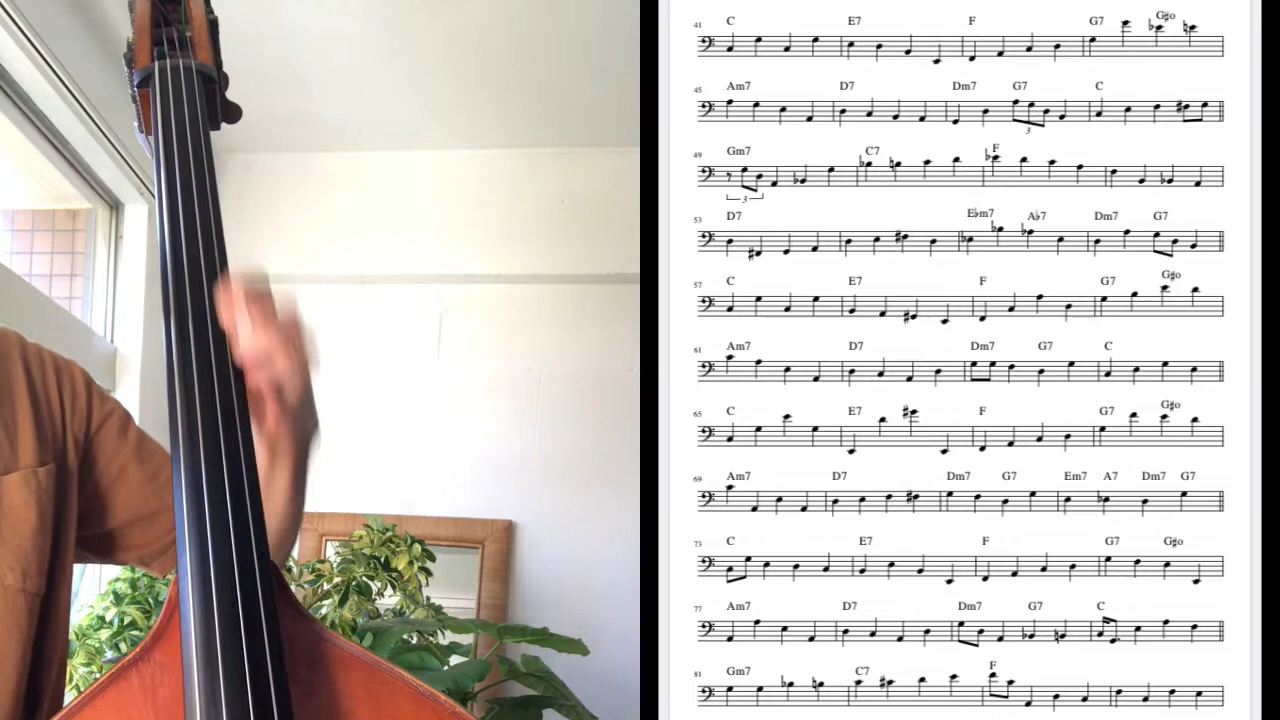 41 C E7 F G7 G♯o
45 Am7 D7 Dm7 G7 C
3
49 Gm7 C7 F
3
53 D7 E♭m7 A♭7 Dm7 G7
57 C E7 F G7 G♯o
61 Am7 D7 Dm7 G7 C
65 C E7 F G7 G♯o
69 Am7 D7 Dm7 G7 Em7 A7 Dm7 G7
73 C E7 F G7 G♯o
77 Am7 D7 Dm7 G7 C
81 Gm7 C7 F